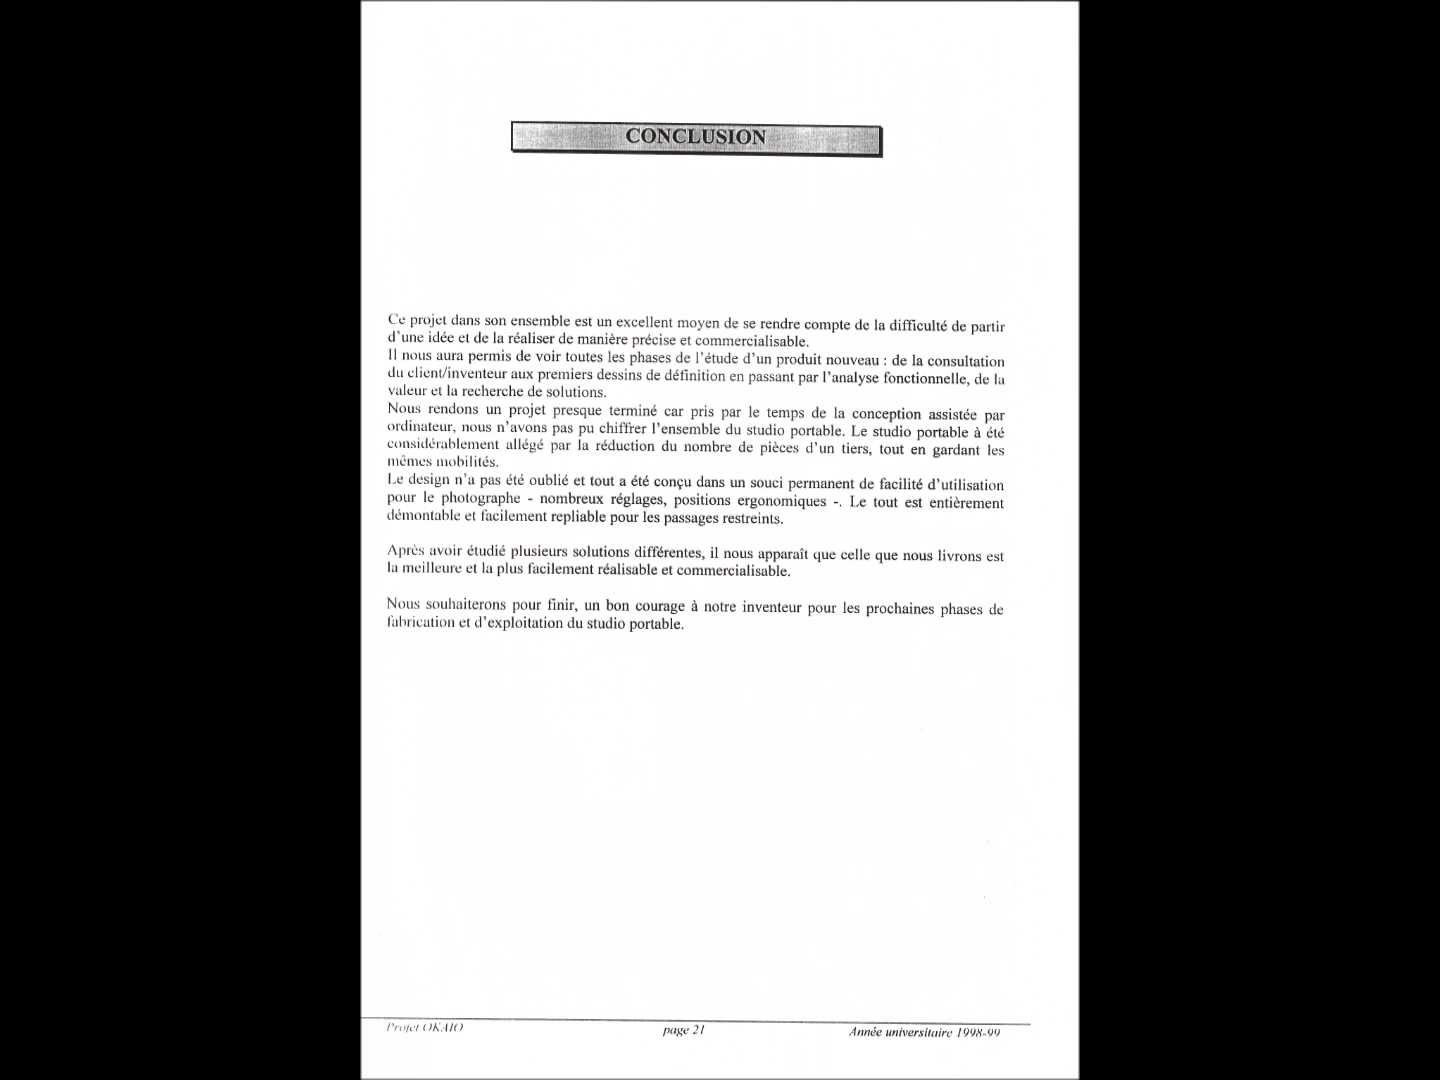 CONCLUSION
Ce projet dans son ensemble est un excellent moyen de se rendre compte de la difficulté de partir
d'une idée et de la réaliser de manière précise et commercialisable.
Il nous aura permis de voir toutes les phases de l'étude d'un produit nouveau : de la consultation
du client/inventeur aux premiers dessins de définition en passant par l'analyse fonctionnelle, de la
valeur et la recherche de solutions.
Nous rendons un projet presque terminé car pris par le temps de la conception assistée par
ordinateur, nous n'avons pas pu chiffrer l'ensemble du studio portable. Le studio portable à été
considérablement allégé par la réduction du nombre de pièces d'un tiers, tout en gardant les
mêmes mobilités.
Le design n'a pas été oublié et tout a été conçu dans un souci permanent de facilité d'utilisation
pour le photographe - nombreux réglages, positions ergonomiques -. Le tout est entièrement
démontable et facilement repliable pour les passages restreints.
Après avoir étudié plusieurs solutions différentes, il nous apparaît que celle que nous livrons est
la meilleure et la plus facilement réalisable et commercialisable.
Nous souhaiterons pour finir, un bon courage à notre inventeur pour les prochaines phases de
fabrication et d'exploitation du studio portable.
Projet OKAIO page 21 Année universitaire 1998-99